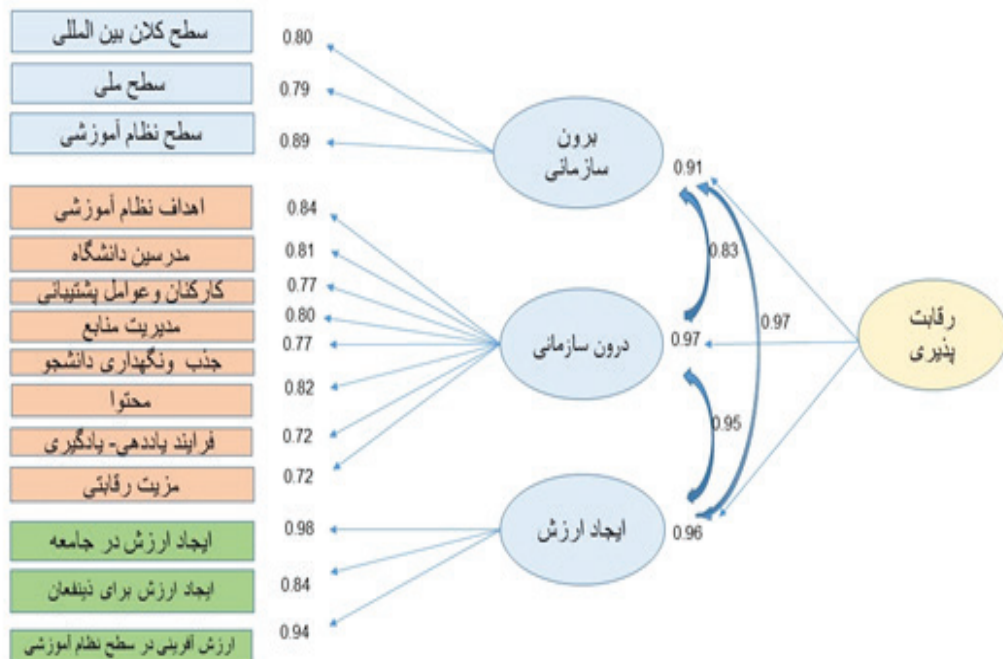 سطح کلان بین المللی
0.80
سطح ملی
0.79
سطح نظام آموزشی
0.89
برون
سازمانی
0.91
اهداف نظام آموزشی
0.84
مدرسین دانشگاه
0.81
کارکنان وعوامل پشتیبانی
0.77
مدیریت منابع
0.80
جذب ونگهداری دانشجو
0.77
محتوا
0.82
فرایند یاددهی- یادگیری
0.72
مزیت رقابتی
0.72
درون سازمانی
0.97
0.83
0.97
0.95
رقابت
پذیری
ایجاد ارزش در جامعه
0.98
ایجاد ارزش برای ذینفعان
0.84
ارزش آفرینی در سطح نظام آموزشی
0.94
ایجاد ارزش
0.96